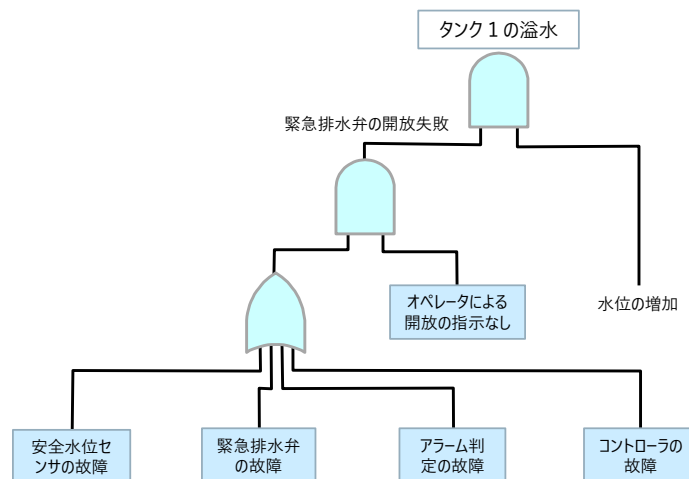 タンク１の溢水
緊急排水弁の開放失敗
オペレータによる
開放の指示なし
水位の増加
安全水位セ
ンサの故障
緊急排水弁
の故障
アラーム判
定の故障
コントローラの
故障